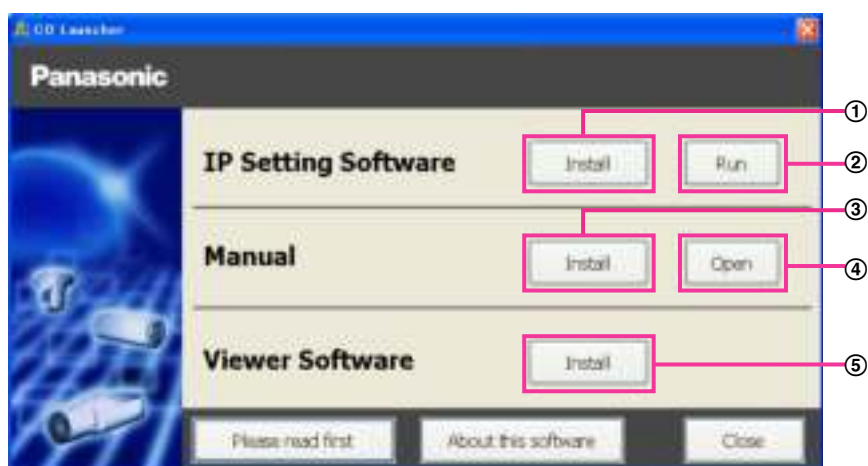 CD Launcher
Panasonic
①
IP Setting Software Install Run ②
③
Manual Install Open ④
Viewer Software Install ⑤
Please read first About this software Close